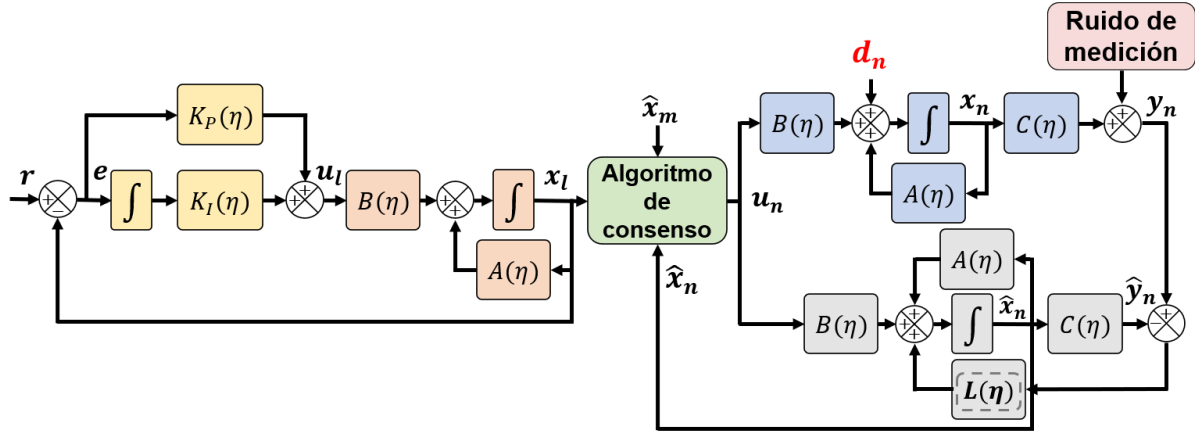 Ruido de
medición
d_n
K_P(η)
x̂_m
x_n
y_n
B(η)
∫
C(η)
r
e
u_l
x_l
Algoritmo
de
consenso
u_n
A(η)
∫
K_I(η)
B(η)
∫
A(η)
x̂_n
A(η)
ŷ_n
B(η)
∫
x̂_n
C(η)
L(η)